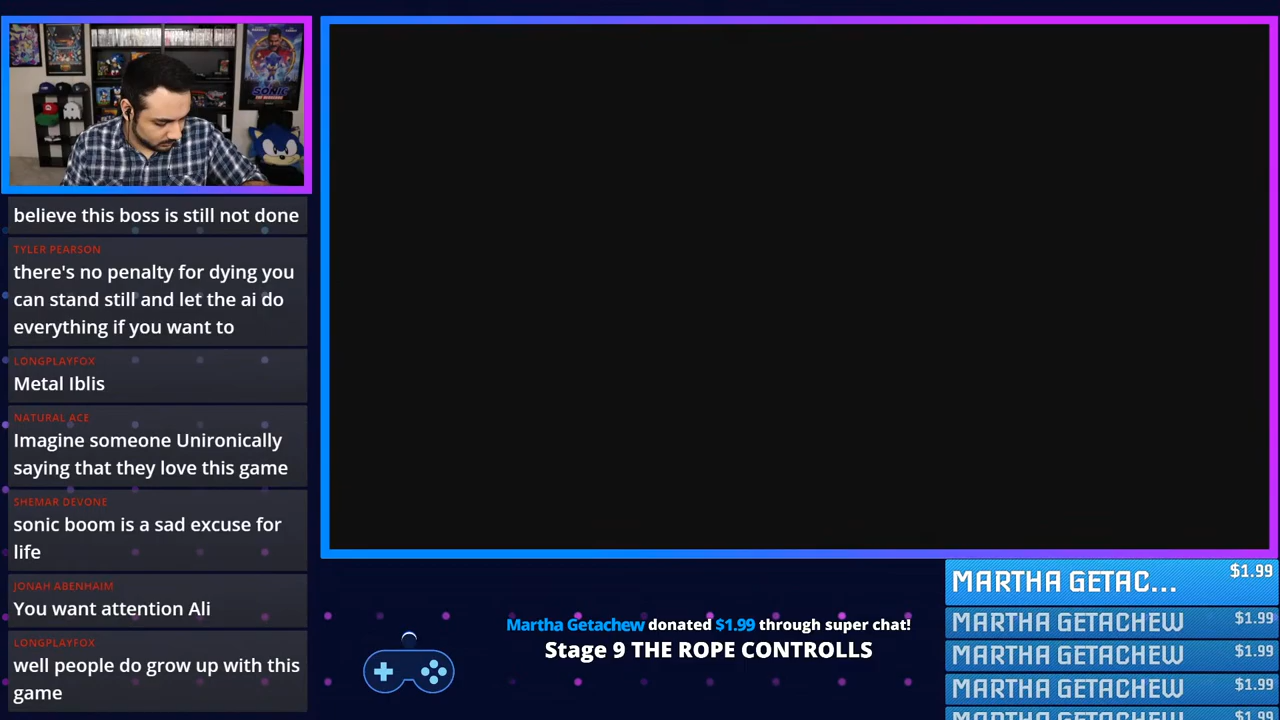 believe this boss is still not done
TYLER PEARSON
there's no penalty for dying you
can stand still and let the ai do
everything if you want to
LONGPLAYFOX
Metal Iblis
NATURAL ACE
Imagine someone Unironically
saying that they love this game
SHEMAR DEVONE
sonic boom is a sad excuse for
life
JONAH ABENHAIM
You want attention Ali
LONGPLAYFOX
well people do grow up with this
game
SONIC
Martha Getachew donated $1.99 through super chat!
Stage 9 THE ROPE CONTROLLS
MARTHA GETAC... $1.99
MARTHA GETACHEW $1.99
MARTHA GETACHEW $1.99
MARTHA GETACHEW $1.99
MARTHA GETACHEW $1.99